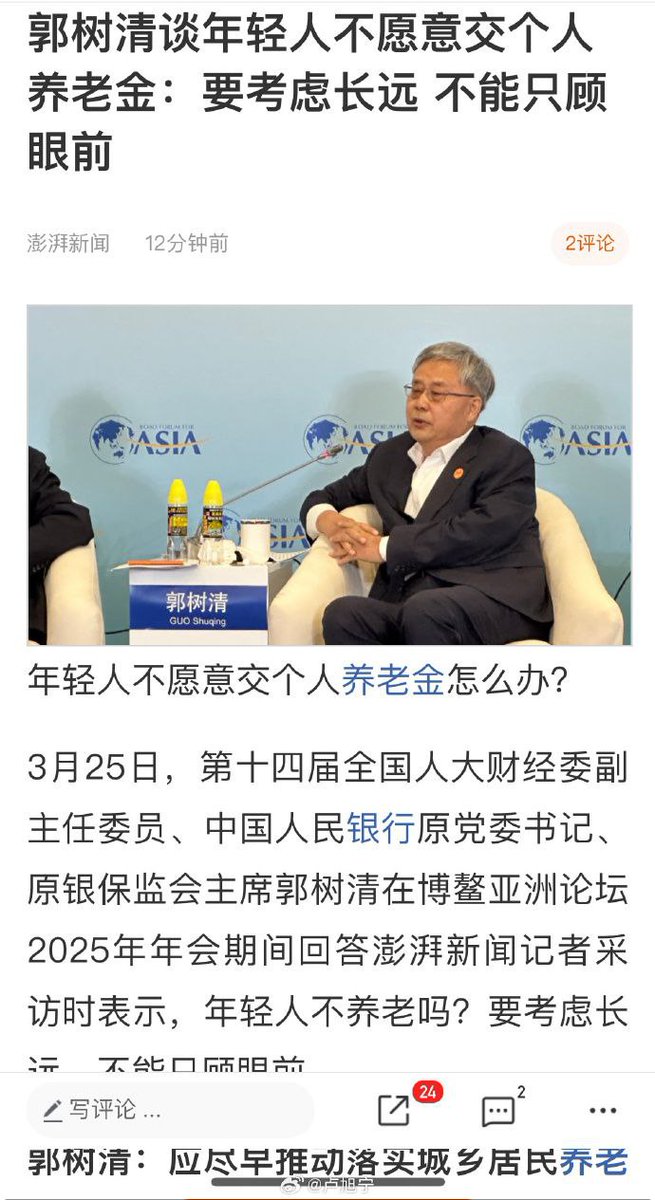 郭树清谈年轻人不愿意交个人
养老金：要考虑长远 不能只顾
眼前
澎湃新闻 12分钟前
2评论
BOAO FORUM FOR
ASIA
BOAO FORUM FOR
ASIA
BOAO FORUM FOR
ASIA
ASIA
郭树清
GUO Shuqing
年轻人不愿意交个人养老金怎么办？
3月25日，第十四届全国人大财经委副
主任委员、中国人民银行原党委书记、
原银保监会主席郭树清在博鳌亚洲论坛
2025年年会期间回答澎湃新闻记者采
访时表示，年轻人不养老吗？要考虑长
远，不能只顾眼前
写评论 ...
24
2
郭树清：应尽早推动落实城乡居民养老
@卢旭宁